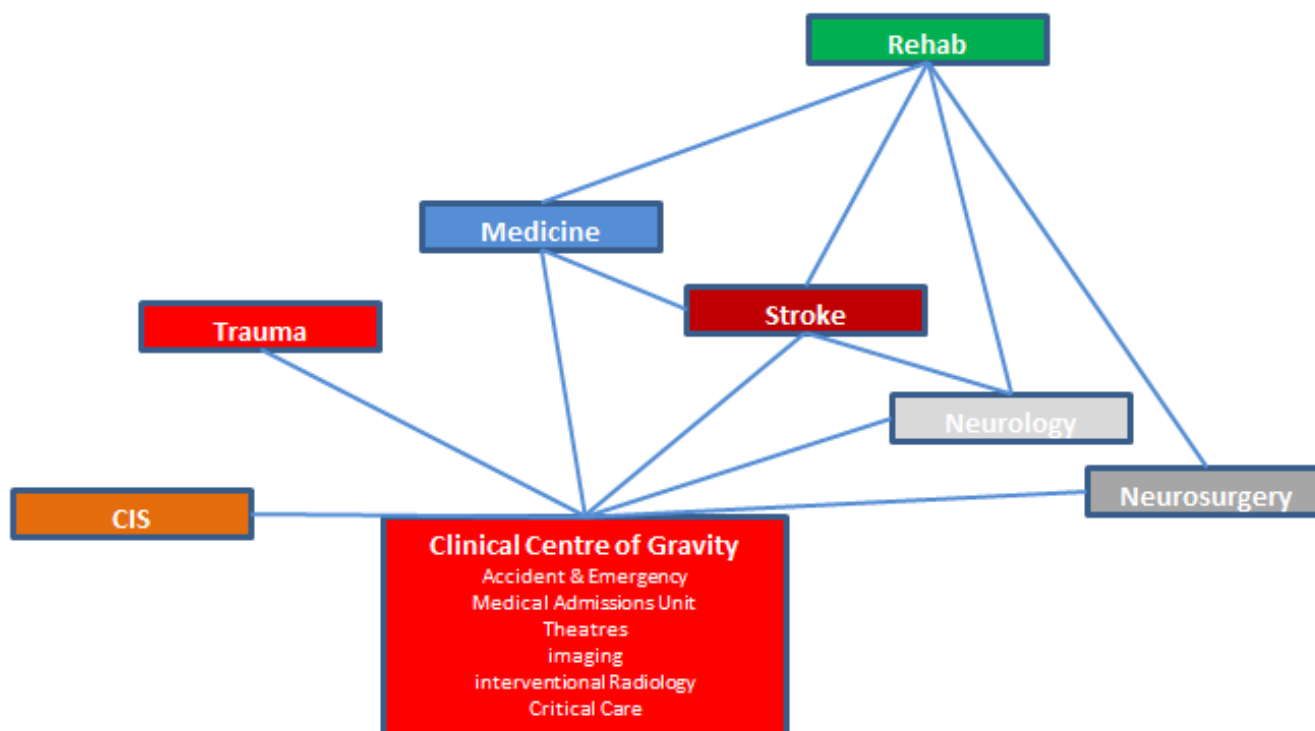 Rehab
Medicine
Stroke
Trauma
Neurology
Neurosurgery
CIS
Clinical Centre of Gravity
Accident & Emergency
Medical Admissions Unit
Theatres
imaging
interventional Radiology
Critical Care